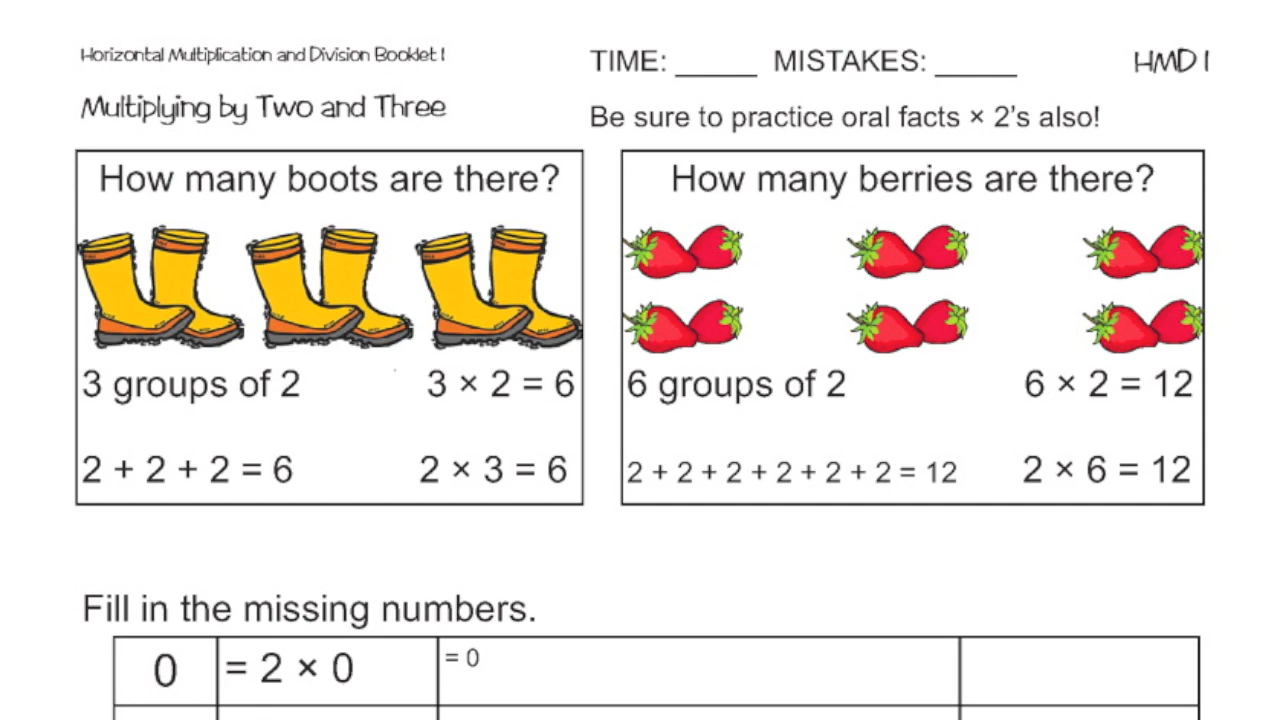 Horizontal Multiplication and Division Booklet 1
TIME: _____ MISTAKES: _____
HMD 1
Multiplying by Two and Three
Be sure to practice oral facts × 2's also!
How many boots are there?
3 groups of 2
3 × 2 = 6
2 + 2 + 2 = 6
2 × 3 = 6
How many berries are there?
6 groups of 2
6 × 2 = 12
2 + 2 + 2 + 2 + 2 + 2 = 12
2 × 6 = 12
Fill in the missing numbers.
0 = 2 × 0 = 0